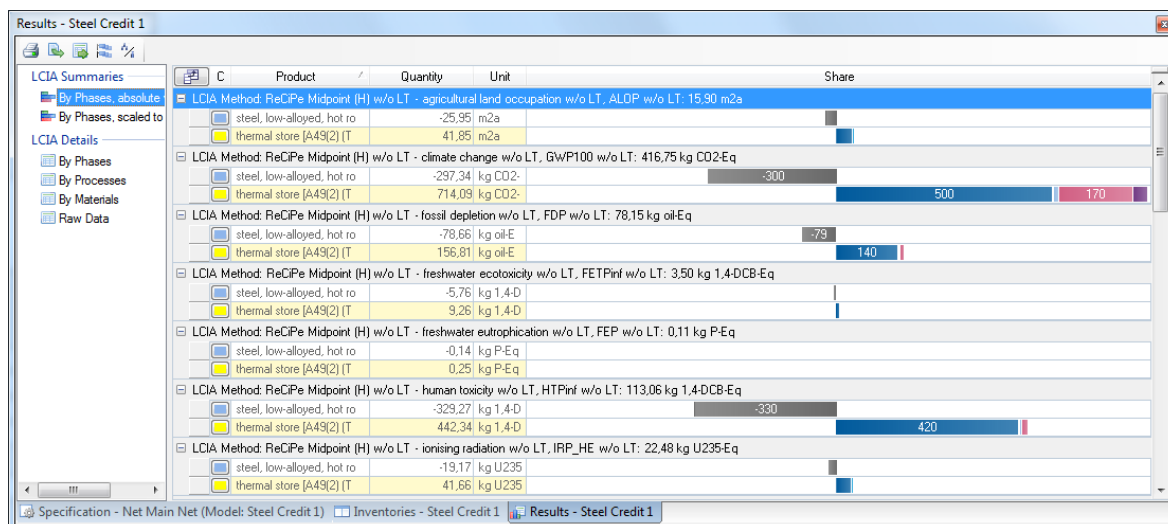 Results - Steel Credit 1
LCIA Summaries
By Phases, absolute
By Phases, scaled to
LCIA Details
By Phases
By Processes
By Materials
Raw Data
C Product Quantity Unit Share
LCIA Method: ReCiPe Midpoint (H) w/o LT - agricultural land occupation w/o LT, ALOP w/o LT: 15,90 m2a
steel, low-alloyed, hot ro -25,95 m2a
thermal store [A49(2) (T 41,85 m2a
LCIA Method: ReCiPe Midpoint (H) w/o LT - climate change w/o LT, GWP100 w/o LT: 416,75 kg CO2-Eq
steel, low-alloyed, hot ro -297,34 kg CO2- -300
thermal store [A49(2) (T 714,09 kg CO2- 500 170
LCIA Method: ReCiPe Midpoint (H) w/o LT - fossil depletion w/o LT, FDP w/o LT: 78,15 kg oil-Eq
steel, low-alloyed, hot ro -78,66 kg oil-E -79
thermal store [A49(2) (T 156,81 kg oil-E 140
LCIA Method: ReCiPe Midpoint (H) w/o LT - freshwater ecotoxicity w/o LT, FETPinf w/o LT: 3,50 kg 1,4-DCB-Eq
steel, low-alloyed, hot ro -5,76 kg 1,4-D
thermal store [A49(2) (T 9,26 kg 1,4-D
LCIA Method: ReCiPe Midpoint (H) w/o LT - freshwater eutrophication w/o LT, FEP w/o LT: 0,11 kg P-Eq
steel, low-alloyed, hot ro -0,14 kg P-Eq
thermal store [A49(2) (T 0,25 kg P-Eq
LCIA Method: ReCiPe Midpoint (H) w/o LT - human toxicity w/o LT, HTPinf w/o LT: 113,06 kg 1,4-DCB-Eq
steel, low-alloyed, hot ro -329,27 kg 1,4-D -330
thermal store [A49(2) (T 442,34 kg 1,4-D 420
LCIA Method: ReCiPe Midpoint (H) w/o LT - ionising radiation w/o LT, IRP_HE w/o LT: 22,48 kg U235-Eq
steel, low-alloyed, hot ro -19,17 kg U235
thermal store [A49(2) (T 41,66 kg U235
Specification - Net Main Net (Model: Steel Credit 1) Inventories - Steel Credit 1 Results - Steel Credit 1